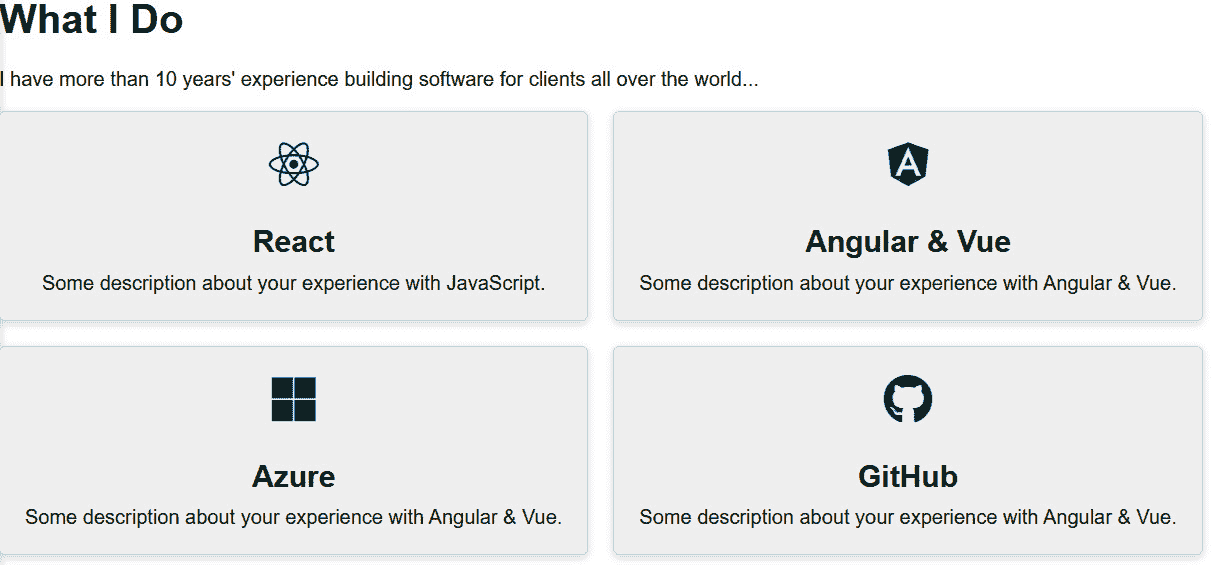 What I Do
I have more than 10 years' experience building software for clients all over the world...
React
Some description about your experience with JavaScript.
Angular & Vue
Some description about your experience with Angular & Vue.
Azure
Some description about your experience with Angular & Vue.
GitHub
Some description about your experience with Angular & Vue.